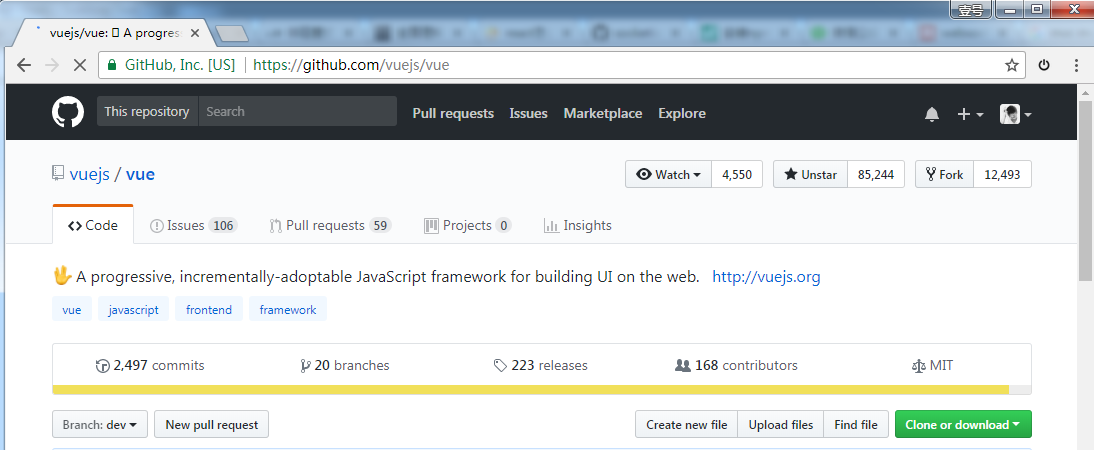 壹号
vuejs/vue: A progres
GitHub, Inc. [US] https://github.com/vuejs/vue
This repository Search Pull requests Issues Marketplace Explore
vuejs / vue Watch 4,550 Unstar 85,244 Fork 12,493
Code Issues 106 Pull requests 59 Projects 0 Insights
🖖 A progressive, incrementally-adoptable JavaScript framework for building UI on the web. http://vuejs.org
vue javascript frontend framework
2,497 commits 20 branches 223 releases 168 contributors MIT
Branch: dev New pull request Create new file Upload files Find file Clone or download